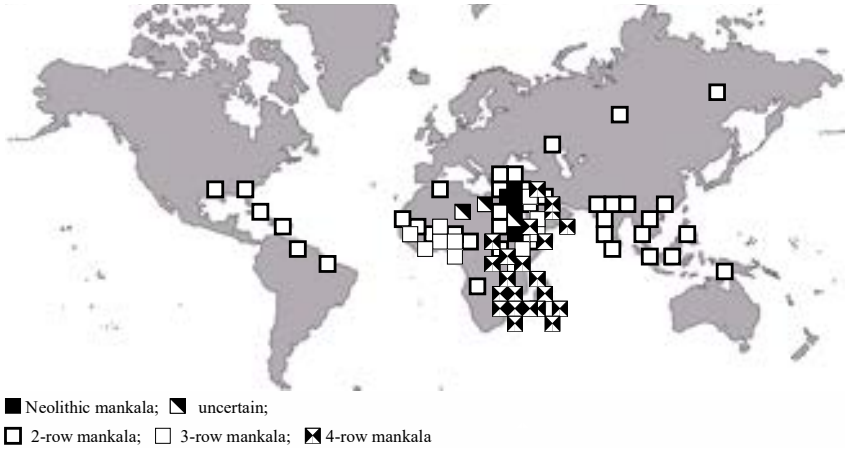 Neolithic mankala; uncertain;
2-row mankala; 3-row mankala; 4-row mankala